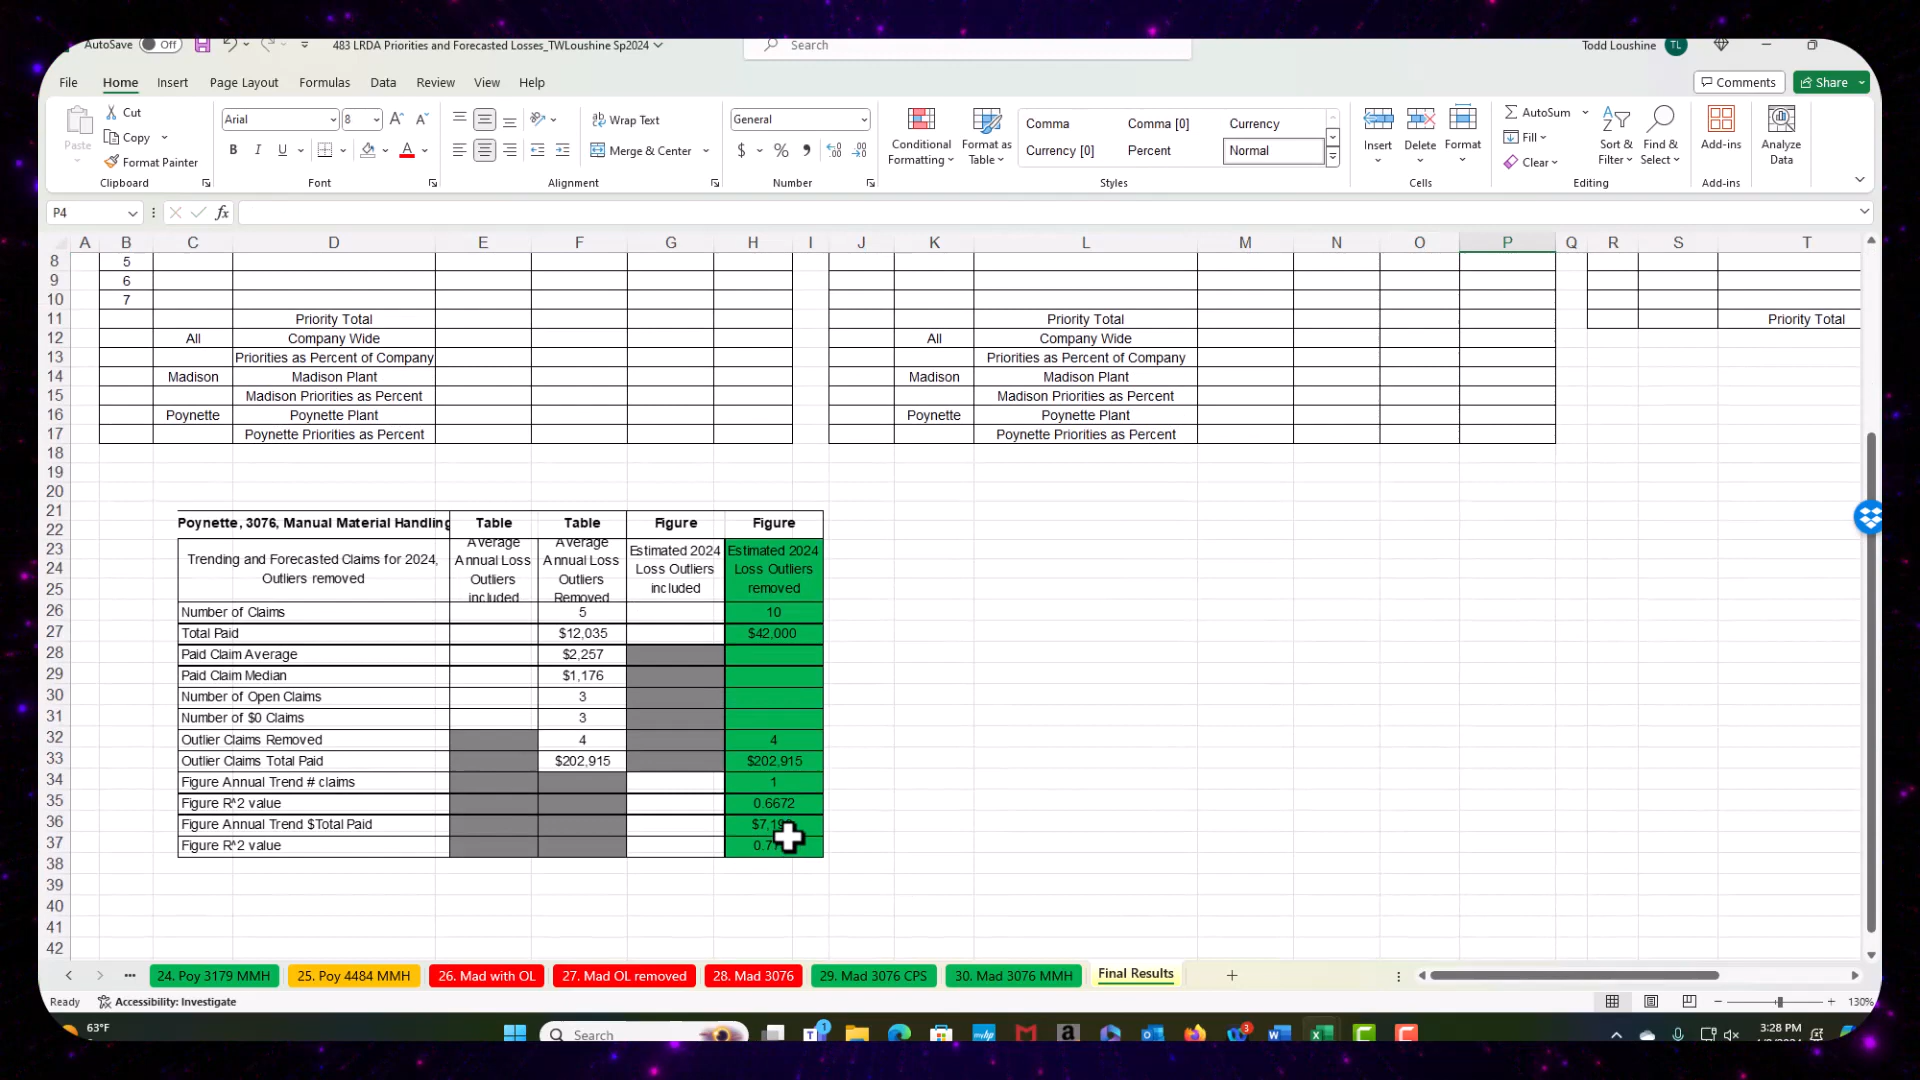 AutoSave Off 483 LRDA Priorities and Forecasted Losses_TWLoushine Sp2024 Search Todd Loushine TL
File Home Insert Page Layout Formulas Data Review View Help Comments Share
Paste Cut Copy Format Painter Clipboard
Arial 8 B I U A Font
Wrap Text Merge & Center Alignment
General $ % , Number
Conditional Formatting Format as Table
Comma Comma [0] Currency
Currency [0] Percent Normal
Styles
Insert Delete Format Cells
AutoSum Fill Clear Sort & Filter Find & Select Editing
Add-ins Add-ins
Analyze Data
P4 fx
A B C D E F G H I J K L M N O P Q R S T
8 5
9 6
10 7
11 Priority Total Priority Total Priority Total
12 All Company Wide All Company Wide
13 Priorities as Percent of Company Priorities as Percent of Company
14 Madison Madison Plant Madison Madison Plant
15 Madison Priorities as Percent Madison Priorities as Percent
16 Poynette Poynette Plant Poynette Poynette Plant
17 Poynette Priorities as Percent Poynette Priorities as Percent
18
19
20
21
22 Poynette, 3076, Manual Material Handling Table Table Figure Figure
23
24 Trending and Forecasted Claims for 2024, Outliers removed Average Annual Loss Outliers included Average Annual Loss Outliers Removed Estimated 2024 Loss Outliers included Estimated 2024 Loss Outliers removed
25
26 Number of Claims 5 10
27 Total Paid $12,035 $42,000
28 Paid Claim Average $2,257
29 Paid Claim Median $1,176
30 Number of Open Claims 3
31 Number of $0 Claims 3
32 Outlier Claims Removed 4 4
33 Outlier Claims Total Paid $202,915 $202,915
34 Figure Annual Trend # claims 1
35 Figure R^2 value 0.6672
36 Figure Annual Trend $Total Paid
37 Figure R^2 value
38
39
40
41
42
24. Poy 3179 MMH 25. Poy 4484 MMH 26. Mad with OL 27. Mad OL removed 28. Mad 3076 29. Mad 3076 CPS 30. Mad 3076 MMH Final Results
Ready Accessibility: Investigate 130%
63°F Search 3:28 PM